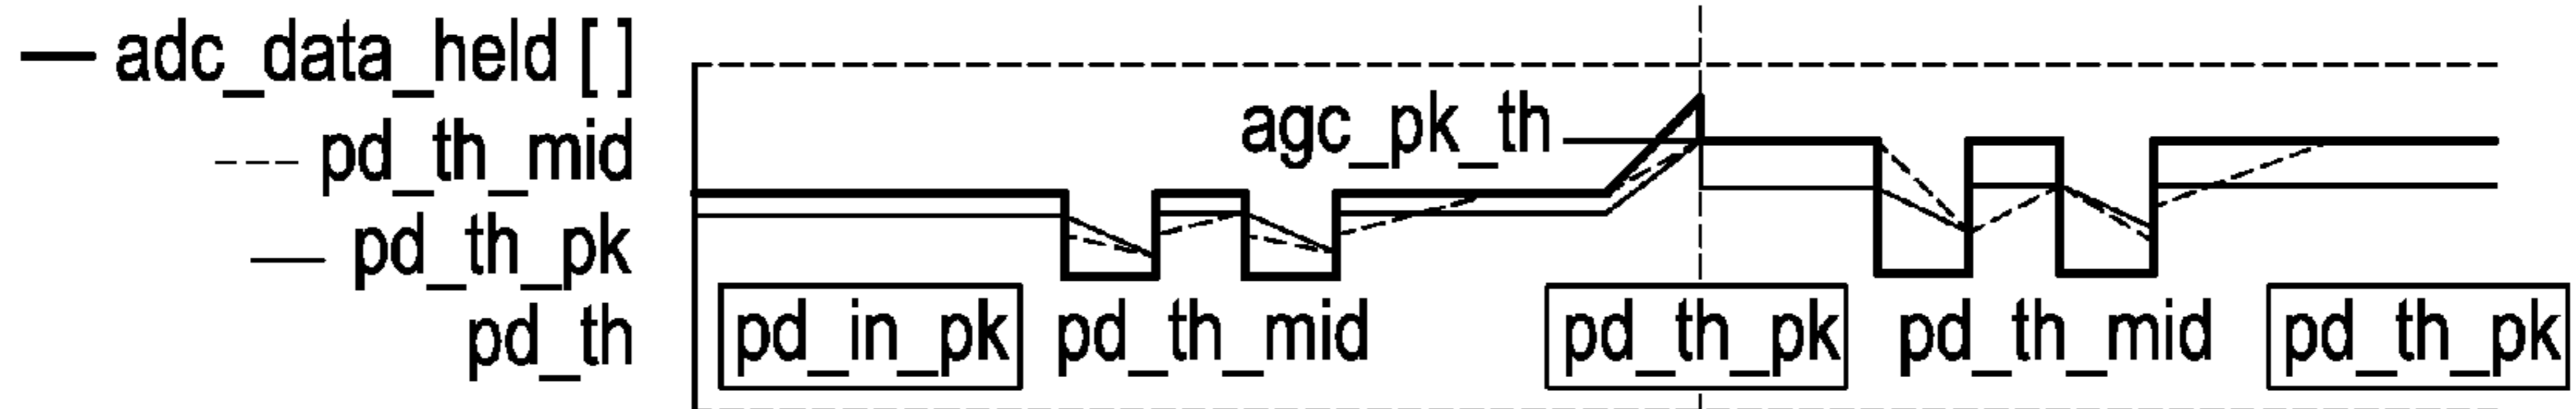 adc_data_held [ ]
agc_pk_th
pd_th_mid
pd_th_pk
pd_th
pd_in_pk pd_th_mid pd_th_pk pd_th_mid pd_th_pk